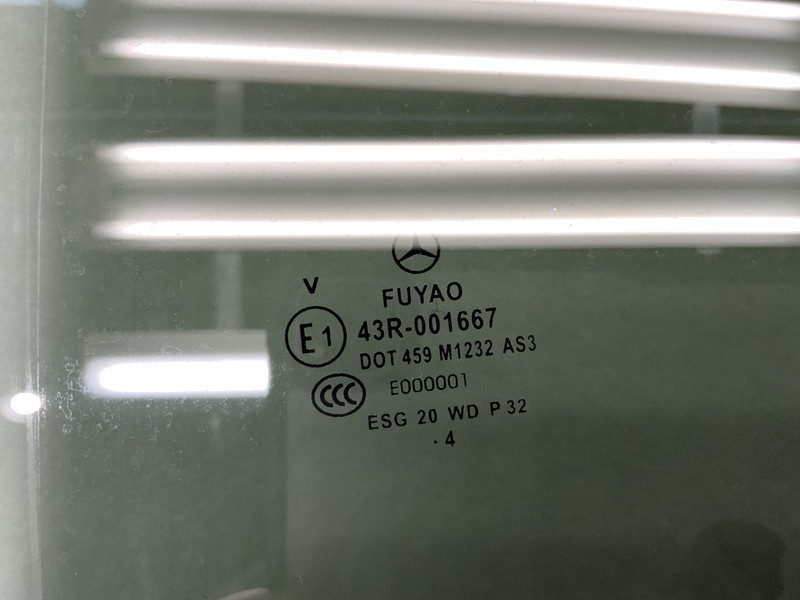 V
FUYAO
E1 43R-001667
DOT 459 M1232 AS3
CCC E000001
ESG 20 WD P 32
· 4